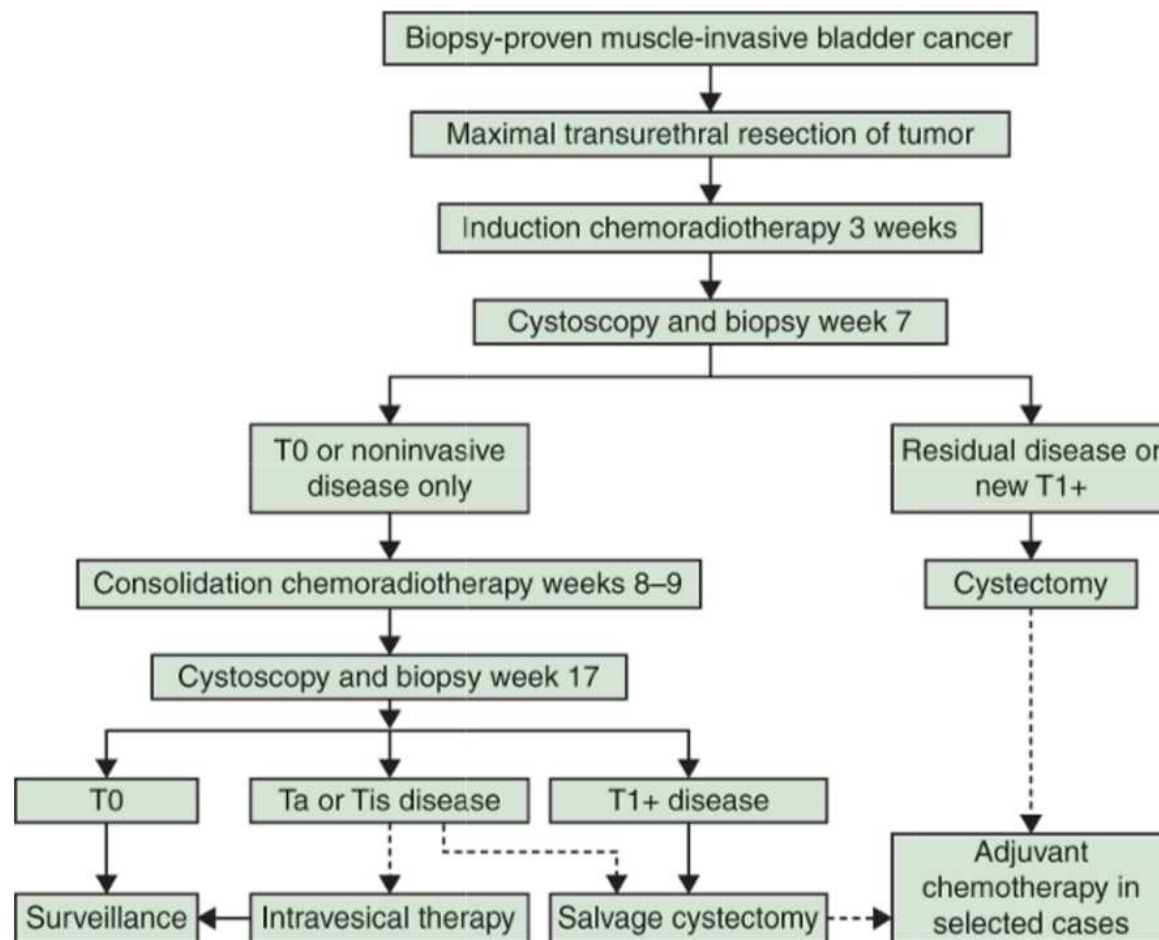 Biopsy-proven muscle-invasive bladder cancer
Maximal transurethral resection of tumor
Induction chemoradiotherapy 3 weeks
Cystoscopy and biopsy week 7
T0 or noninvasive
disease only
Residual disease or
new T1+
Consolidation chemoradiotherapy weeks 8–9
Cystectomy
Cystoscopy and biopsy week 17
T0
Ta or Tis disease
T1+ disease
Surveillance
Intravesical therapy
Salvage cystectomy
Adjuvant
chemotherapy in
selected cases